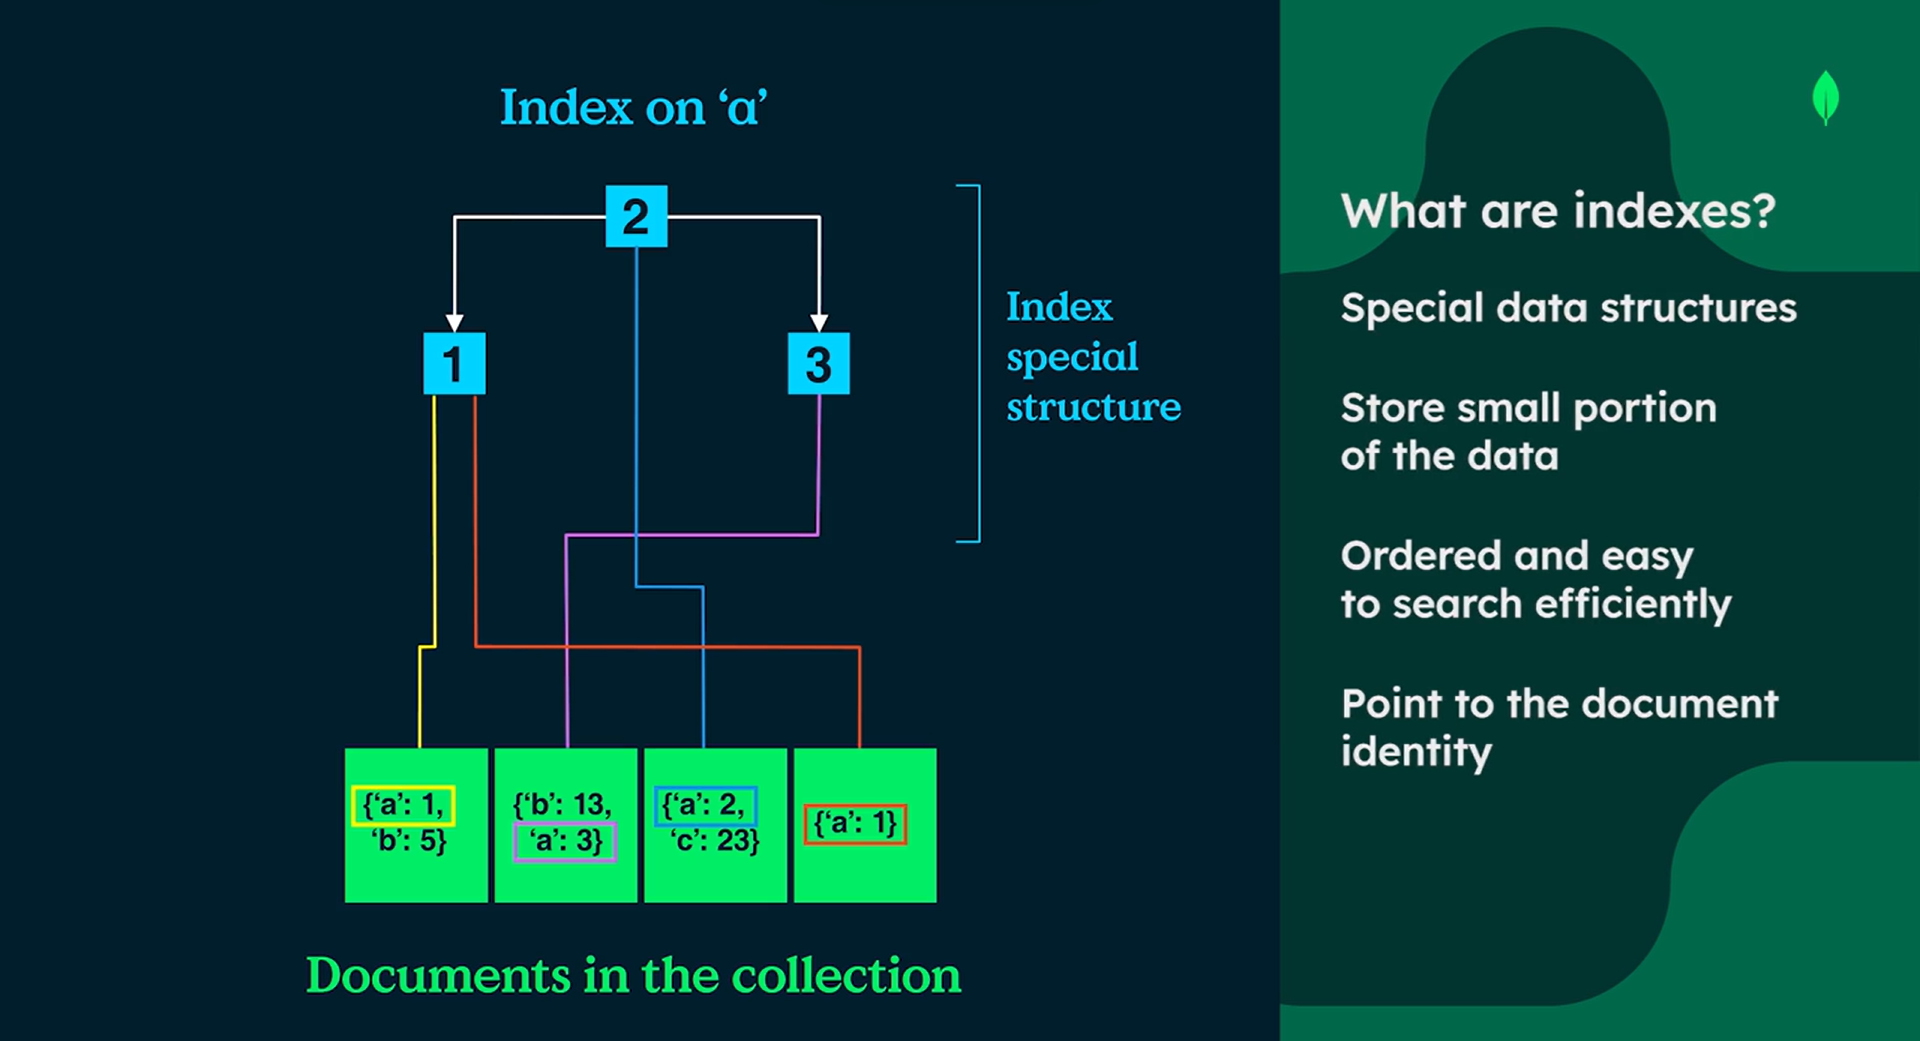 Index on ‘a’
2
1
3
Index
special
structure
{‘a’: 1,
‘b’: 5}
{‘b’: 13,
‘a’: 3}
{‘a’: 2,
‘c’: 23}
{‘a’: 1}
Documents in the collection
What are indexes?
Special data structures
Store small portion
of the data
Ordered and easy
to search efficiently
Point to the document
identity